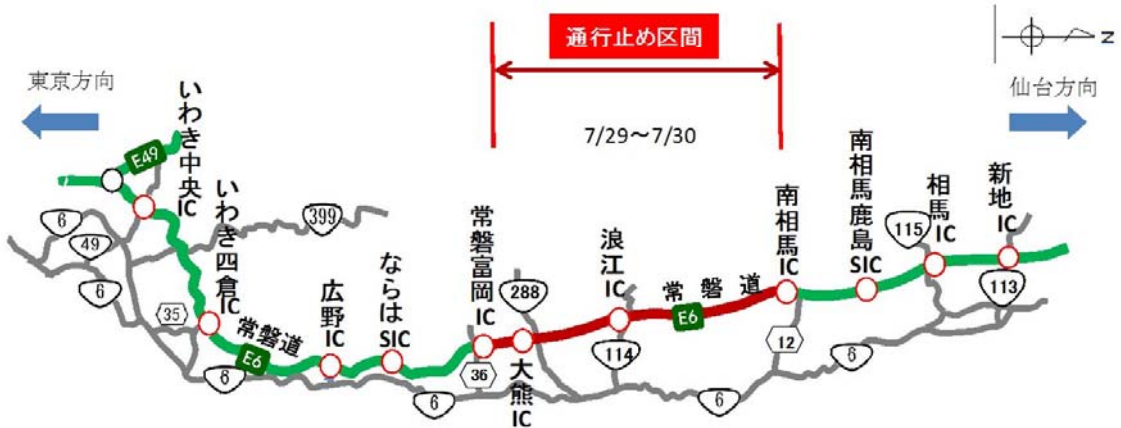 通行止め区間
N
東京方向
仙台方向
7/29～7/30
E49
いわき中央IC
いわき四倉IC
広野IC
ならはSIC
常磐富岡IC
大熊IC
浪江IC
南相馬IC
南相馬鹿島SIC
相馬IC
新地IC
常磐道
E6
常磐道
E6
6
49
6
399
35
6
6
36
288
114
6
12
6
115
113